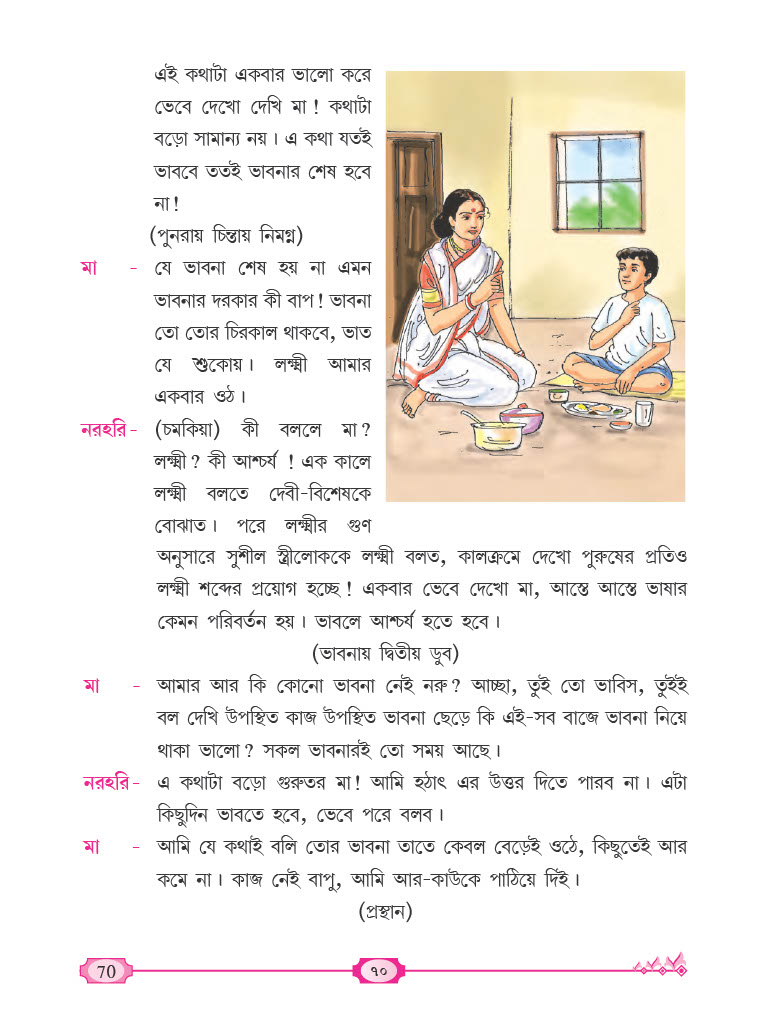 এই কথাটা একবার ভালো করে
ভেবে দেখো দেখি মা! কথাটা
বড়ো সামান্য নয়। এ কথা যতই
ভাববে ততই ভাবনার শেষ হবে
না!
(পুনরায় চিন্তায় নিমগ্ন)
মা - যে ভাবনা শেষ হয় না এমন
ভাবনার দরকার কী বাপ! ভাবনা
তো তোর চিরকাল থাকবে, ভাত
যে শুকোয়। লক্ষ্মী আমার
একবার ওঠ।
নরহরি - (চমকিয়া) কী বললে মা?
লক্ষ্মী? কী আশ্চর্য ! এক কালে
লক্ষ্মী বলতে দেবী-বিশেষকে
বোঝাত। পরে লক্ষ্মীর গুণ
অনুসারে সুশীল স্ত্রীলোককে লক্ষ্মী বলত, কালক্রমে দেখো পুরুষের প্রতিও
লক্ষ্মী শব্দের প্রয়োগ হচ্ছে! একবার ভেবে দেখো মা, আস্তে আস্তে ভাষার
কেমন পরিবর্তন হয়। ভাবলে আশ্চর্য হতে হবে।
(ভাবনায় দ্বিতীয় ডুব)
মা - আমার আর কি কোনো ভাবনা নেই নরু? আচ্ছা, তুই তো ভাবিস, তুইই
বল দেখি উপস্থিত কাজ উপস্থিত ভাবনা ছেড়ে কি এই-সব বাজে ভাবনা নিয়ে
থাকা ভালো? সকল ভাবনারই তো সময় আছে।
নরহরি - এ কথাটা বড়ো গুরুতর মা! আমি হঠাৎ এর উত্তর দিতে পারব না। এটা
কিছুদিন ভাবতে হবে, ভেবে পরে বলব।
মা - আমি যে কথাই বলি তোর ভাবনা তাতে কেবল বেড়েই ওঠে, কিছুতেই আর
কমে না। কাজ নেই বাপু, আমি আর-কাউকে পাঠিয়ে দিই।
(প্রস্থান)
70 ৭০